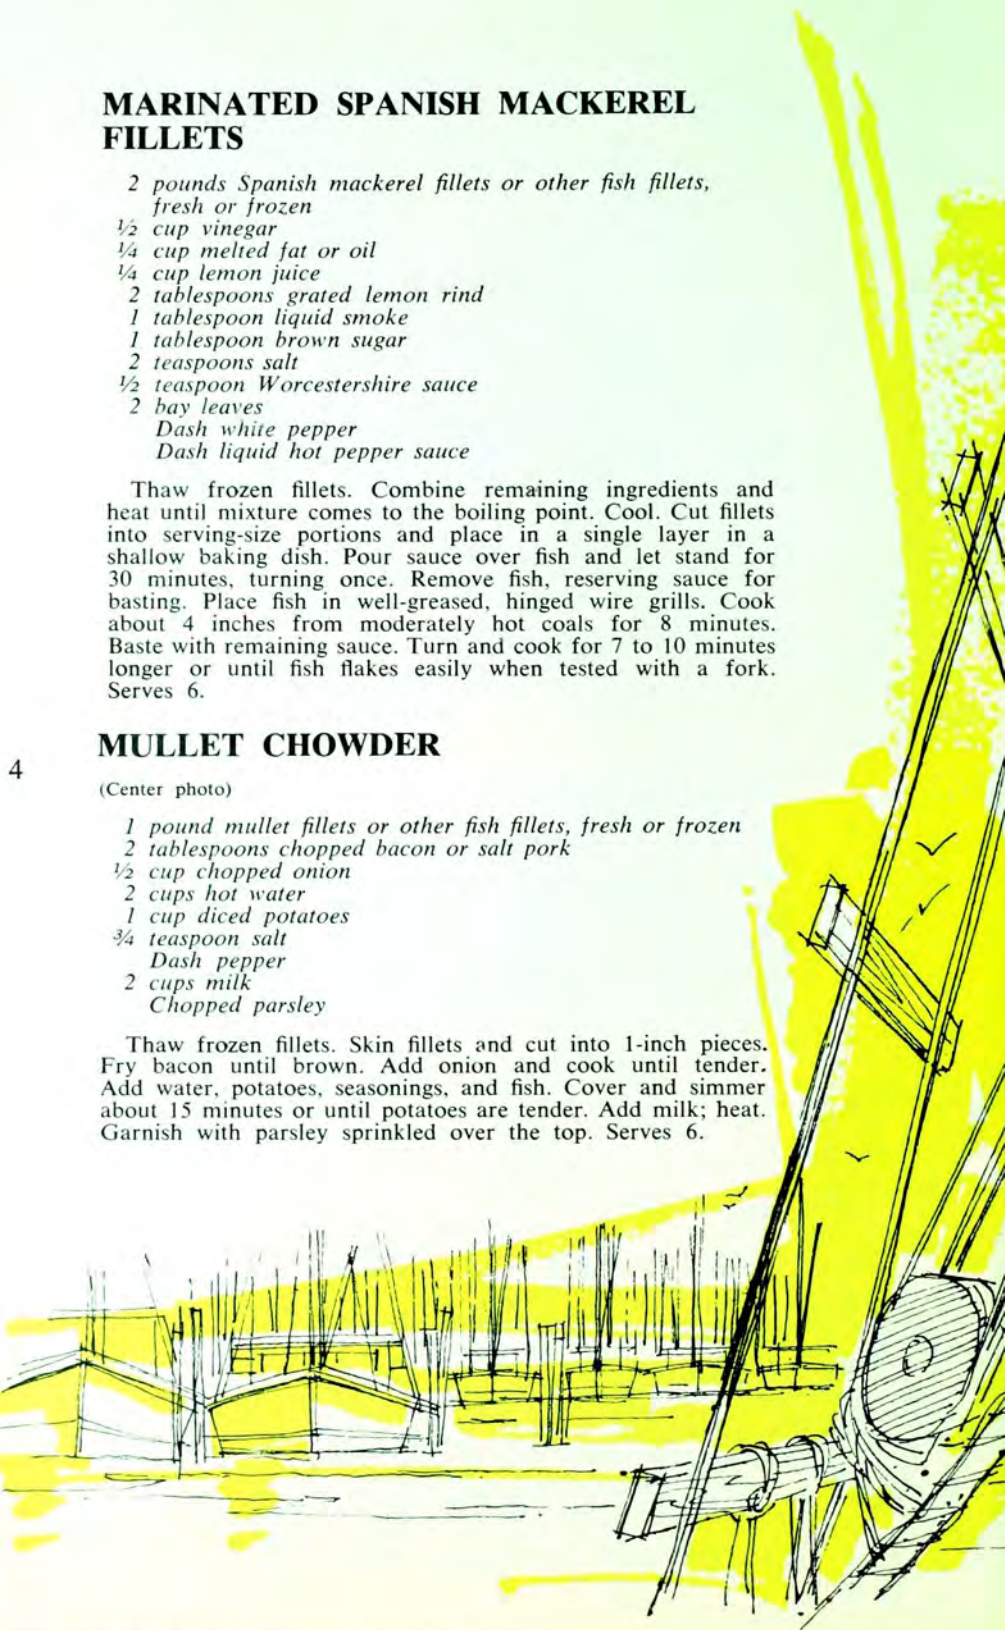 MARINATED SPANISH MACKEREL
FILLETS
2 pounds Spanish mackerel fillets or other fish fillets,
fresh or frozen
½ cup vinegar
¼ cup melted fat or oil
¼ cup lemon juice
2 tablespoons grated lemon rind
1 tablespoon liquid smoke
1 tablespoon brown sugar
2 teaspoons salt
½ teaspoon Worcestershire sauce
2 bay leaves
Dash white pepper
Dash liquid hot pepper sauce
Thaw frozen fillets. Combine remaining ingredients and
heat until mixture comes to the boiling point. Cool. Cut fillets
into serving-size portions and place in a single layer in a
shallow baking dish. Pour sauce over fish and let stand for
30 minutes, turning once. Remove fish, reserving sauce for
basting. Place fish in well-greased, hinged wire grills. Cook
about 4 inches from moderately hot coals for 8 minutes.
Baste with remaining sauce. Turn and cook for 7 to 10 minutes
longer or until fish flakes easily when tested with a fork.
Serves 6.
MULLET CHOWDER
4
(Center photo)
1 pound mullet fillets or other fish fillets, fresh or frozen
2 tablespoons chopped bacon or salt pork
½ cup chopped onion
2 cups hot water
1 cup diced potatoes
¾ teaspoon salt
Dash pepper
2 cups milk
Chopped parsley
Thaw frozen fillets. Skin fillets and cut into 1-inch pieces.
Fry bacon until brown. Add onion and cook until tender.
Add water, potatoes, seasonings, and fish. Cover and simmer
about 15 minutes or until potatoes are tender. Add milk; heat.
Garnish with parsley sprinkled over the top. Serves 6.